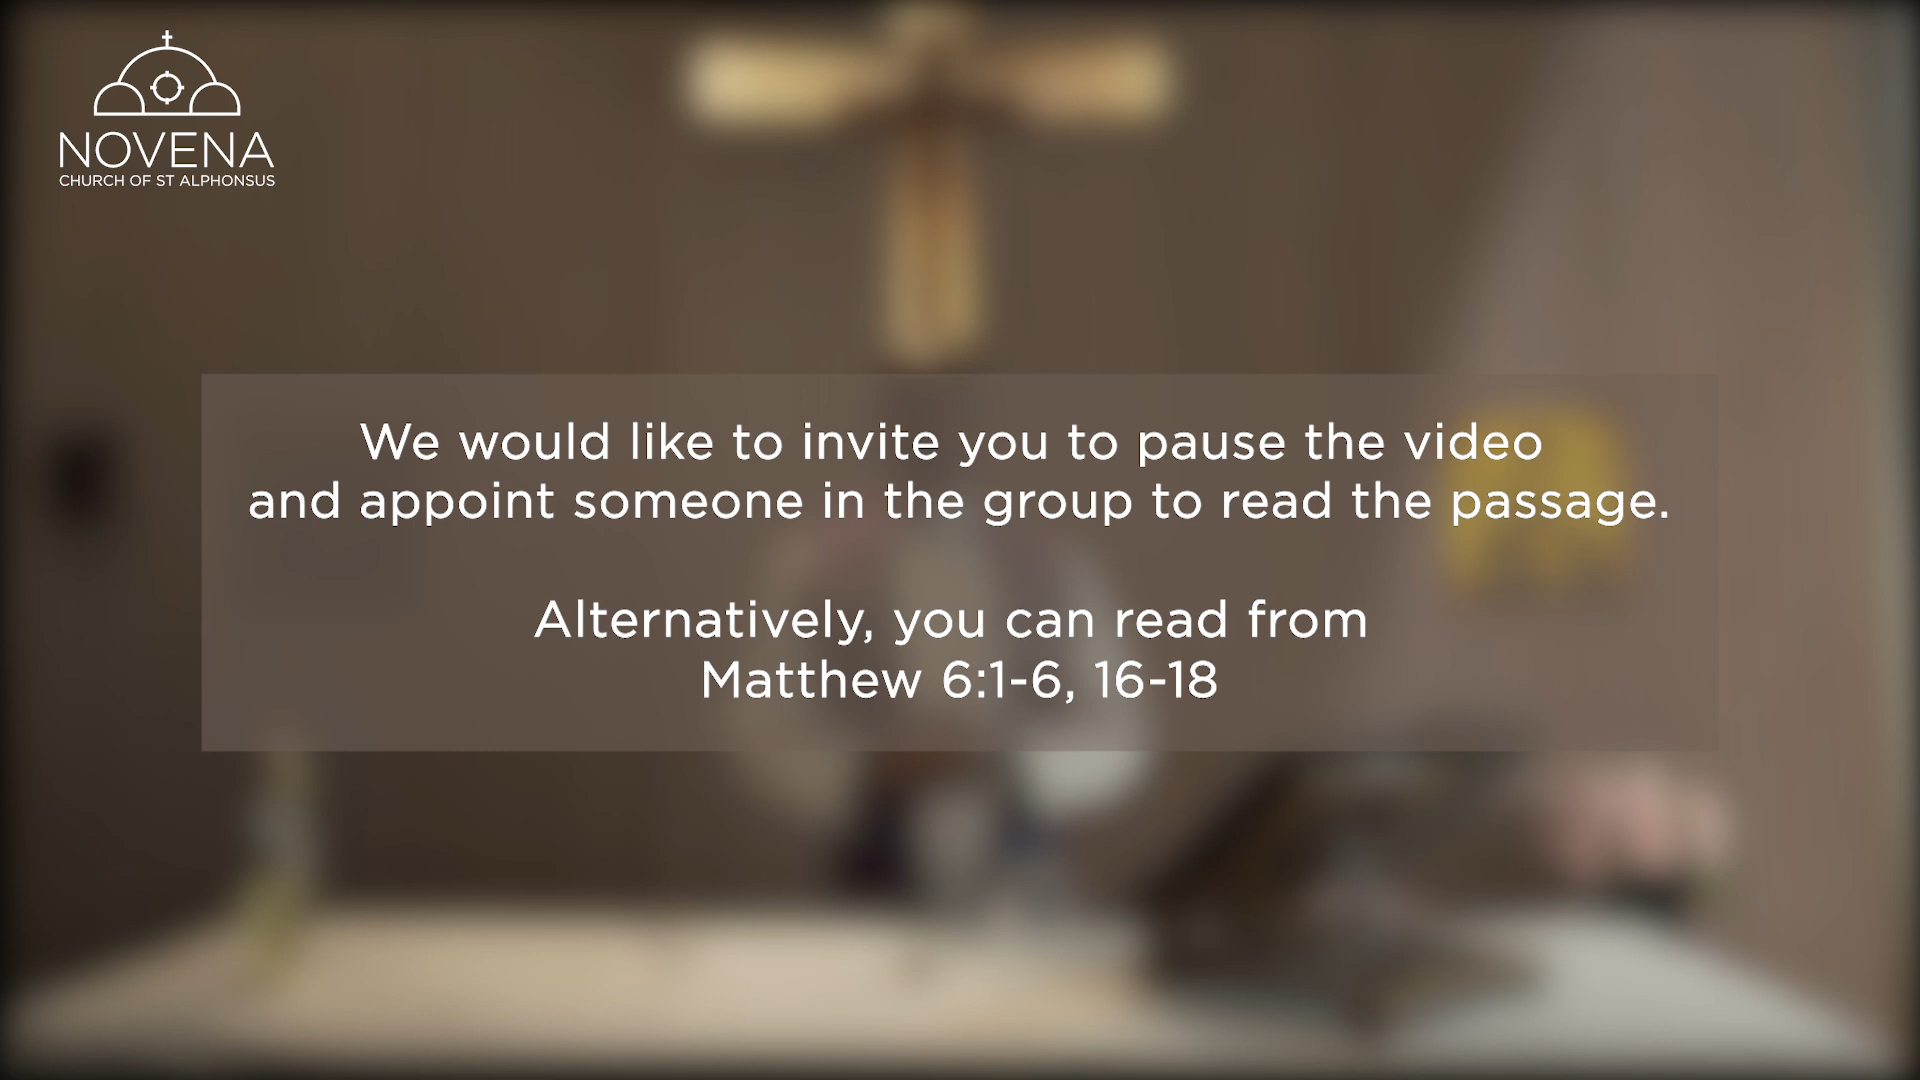 NOVENA
CHURCH OF ST ALPHONSUS
We would like to invite you to pause the video
and appoint someone in the group to read the passage.
Alternatively, you can read from
Matthew 6:1-6, 16-18